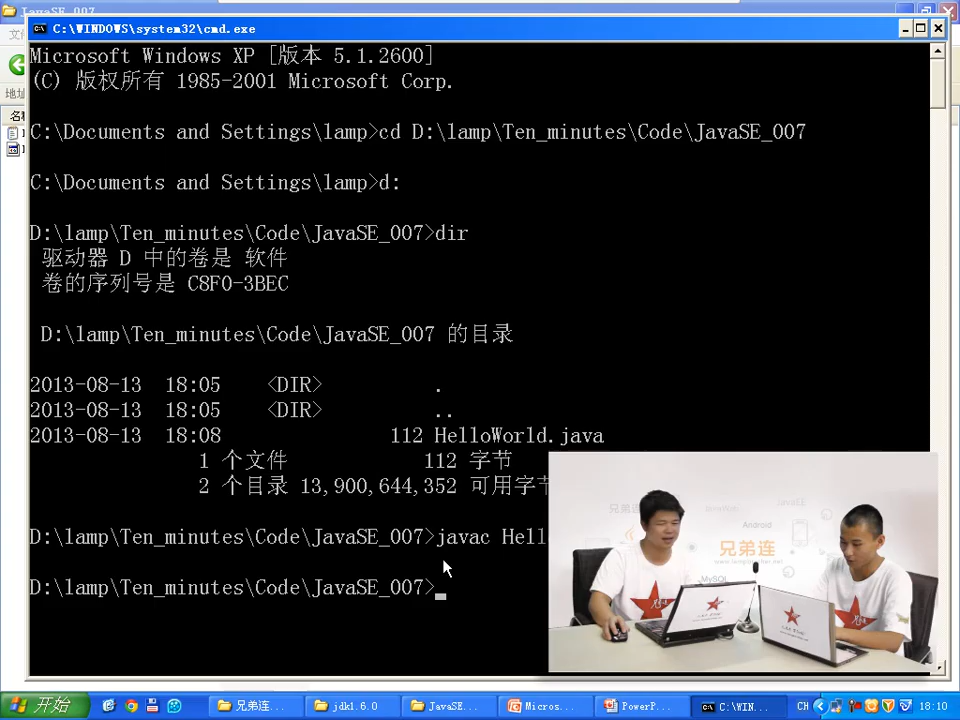 JavaSE_007
C:\WINDOWS\system32\cmd.exe
Microsoft Windows XP [版本 5.1.2600]
(C) 版权所有 1985-2001 Microsoft Corp.
C:\Documents and Settings\lamp>cd D:\lamp\Ten_minutes\Code\JavaSE_007
C:\Documents and Settings\lamp>d:
D:\lamp\Ten_minutes\Code\JavaSE_007>dir
驱动器 D 中的卷是 软件
卷的序列号是 C8F0-3BEC
D:\lamp\Ten_minutes\Code\JavaSE_007 的目录
2013-08-13 18:05 <DIR> .
2013-08-13 18:05 <DIR> ..
2013-08-13 18:08 112 HelloWorld.java
1 个文件 112 字节
2 个目录 13,900,644,352 可用字节
D:\lamp\Ten_minutes\Code\JavaSE_007>javac Hell
D:\lamp\Ten_minutes\Code\JavaSE_007>
JavaEE
Android
兄弟连
MySQL
开始
兄弟连...
jdk1.6.0
JavaSE...
Micros...
PowerP...
C:\WIN...
CH
18:10